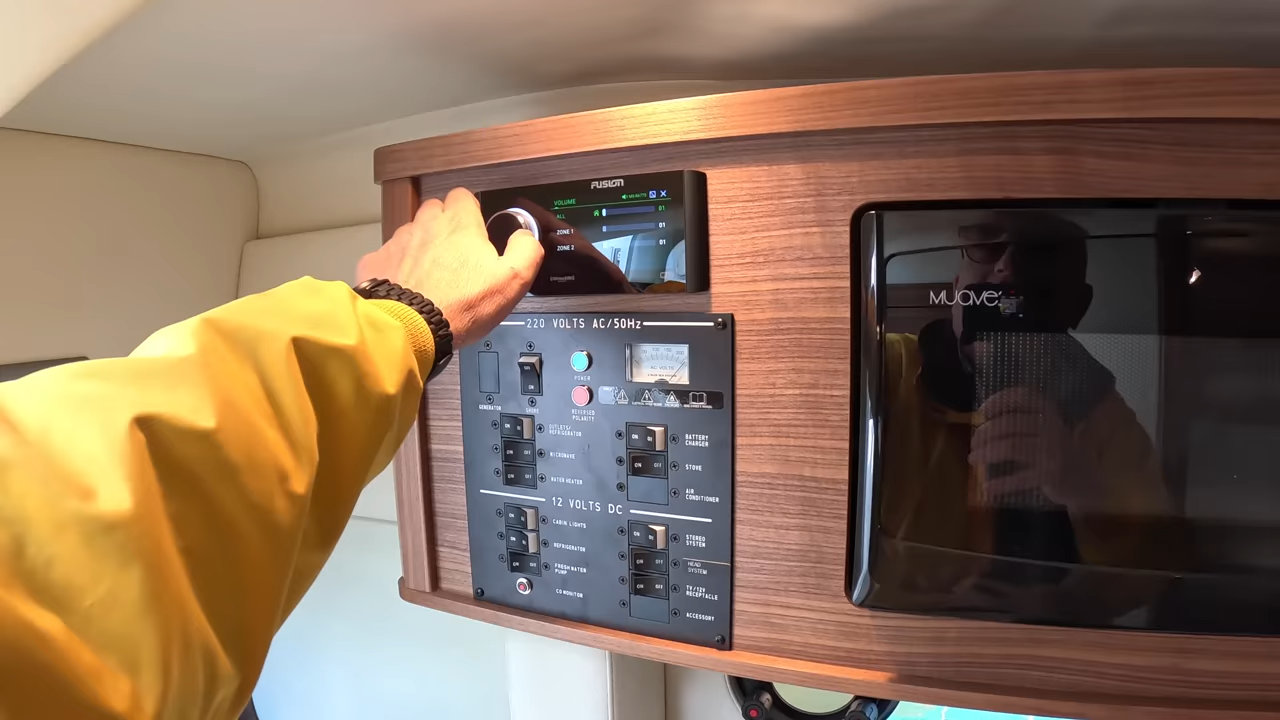 FUSION
VOLUME
ALL 01
ZONE 1 01
ZONE 2 01
220 VOLTS AC/50Hz
AC VOLTS
POWER
GENERATOR
SHORE
REVERSED
POLARITY
OUTLETS/
REFRIGERATOR
MICROWAVE
WATER HEATER
BATTERY
CHARGER
STOVE
AIR
CONDITIONER
ON OFF
12 VOLTS DC
CABIN LIGHTS
REFRIGERATOR
FRESH WATER
PUMP
CO MONITOR
STEREO
SYSTEM
HEAD
SYSTEM
TV/12V
RECEPTACLE
ACCESSORY
MUAVE